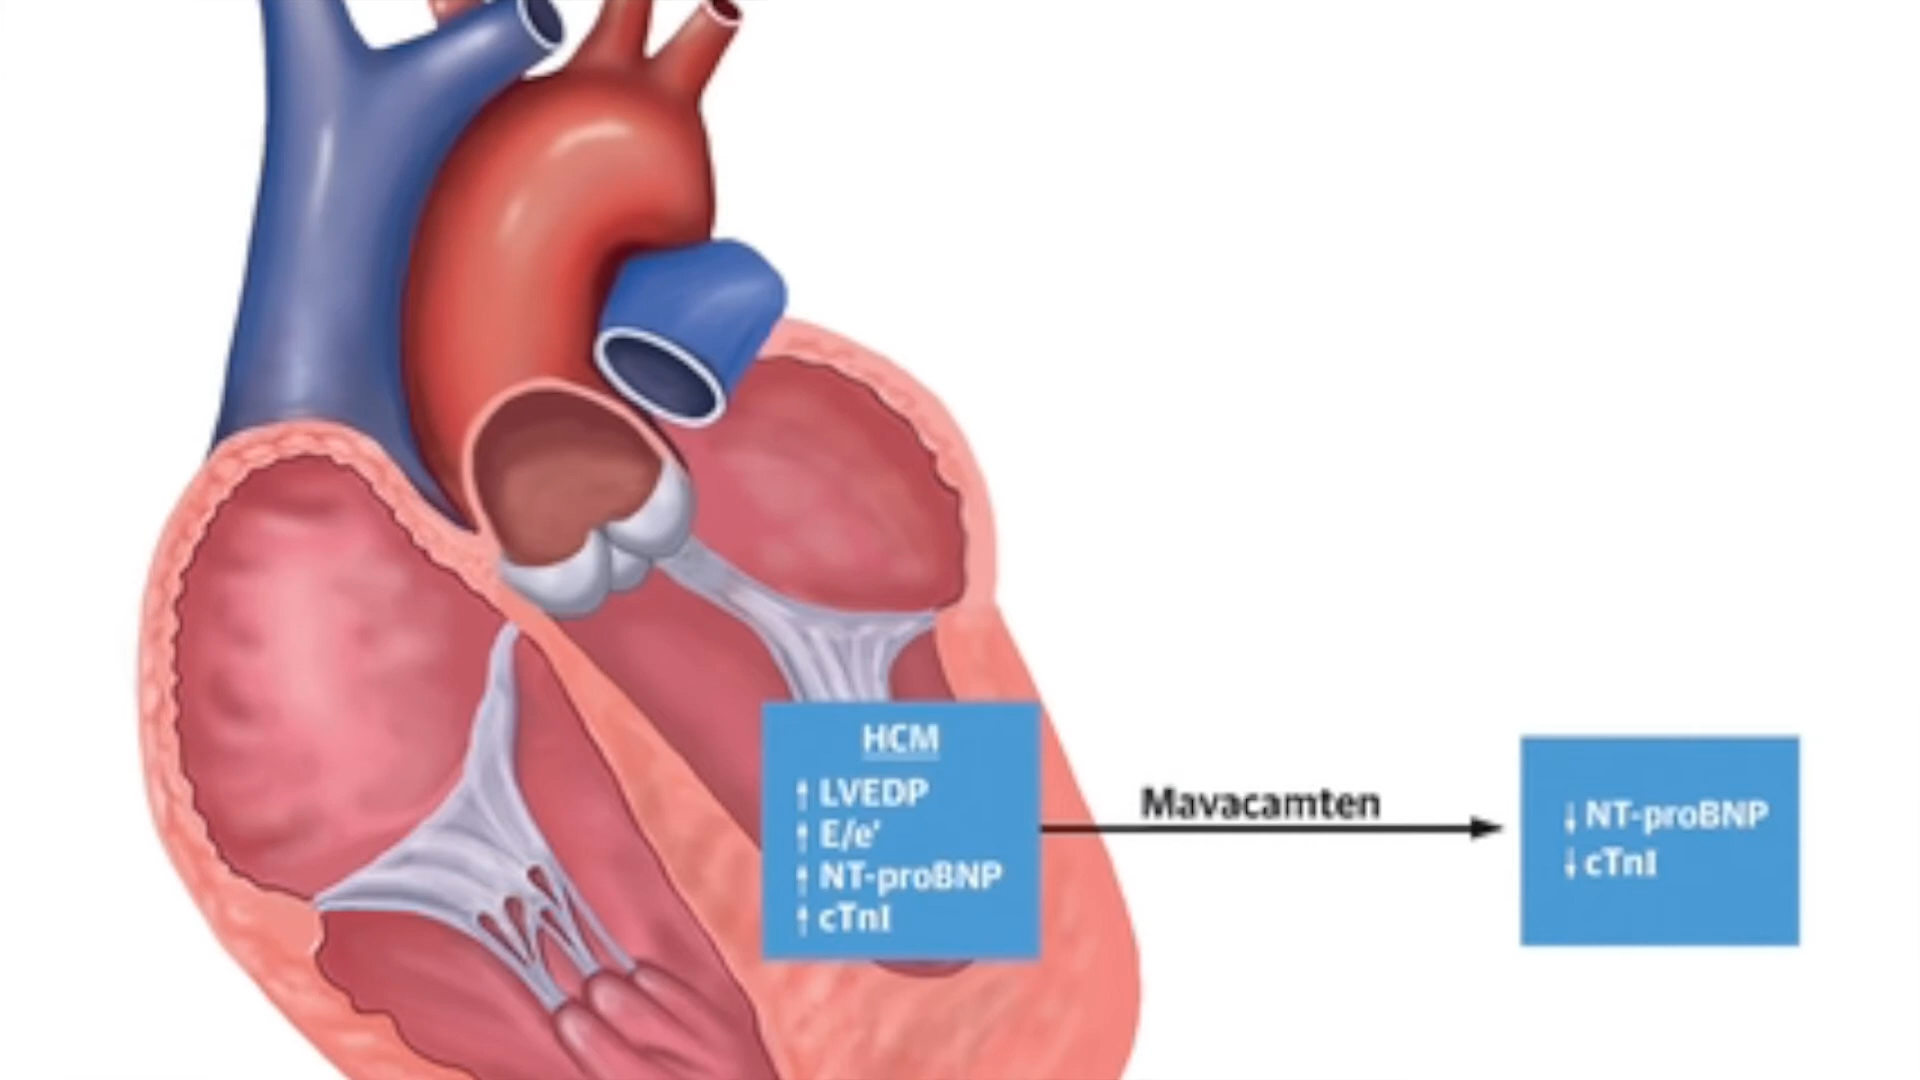 HCM
↑ LVEDP
↑ E/e'
↑ NT-proBNP
↑ cTnI
Mavacamten
↓ NT-proBNP
↓ cTnI